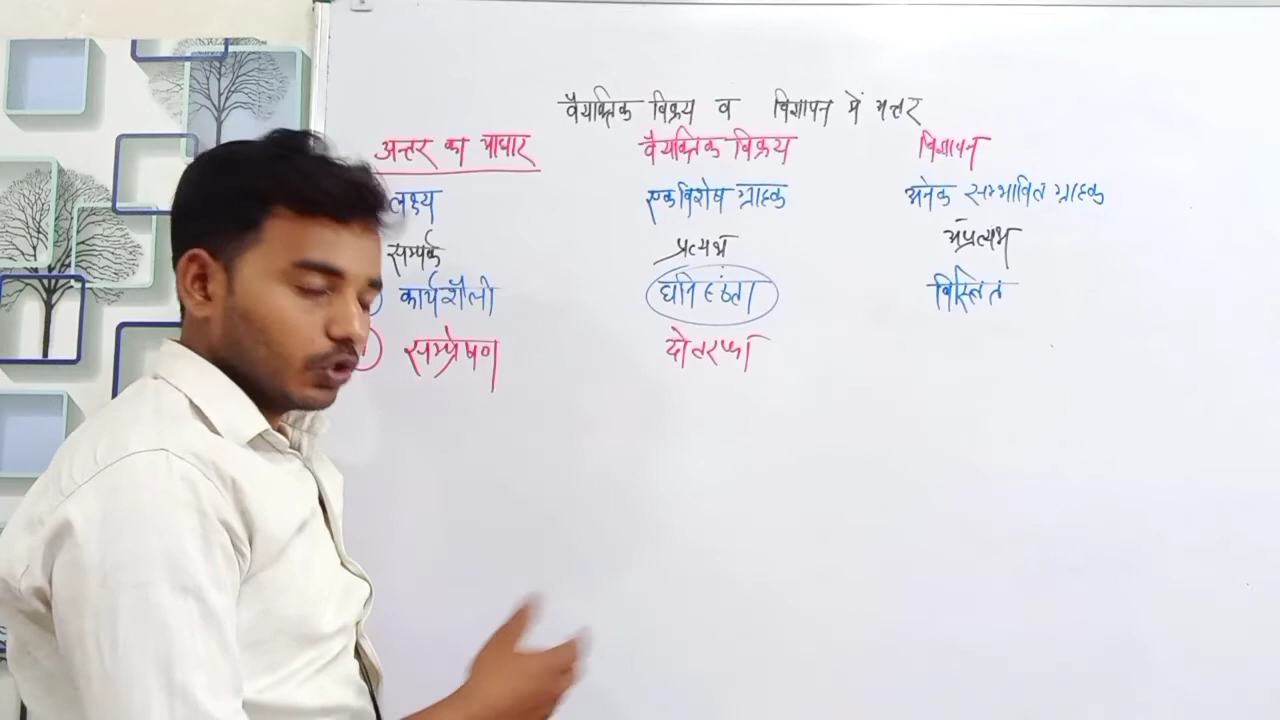 वैयक्तिक विक्रय व विज्ञापन में अन्तर
अन्तर का आधार वैयक्तिक विक्रय विज्ञापन
लक्ष्य एक विशेष ग्राहक अनेक सम्भावित ग्राहक
सम्पर्क प्रत्यक्ष अप्रत्यक्ष
कार्यशैली घनिष्ठता विस्तित
सम्प्रेषण दोतरफा